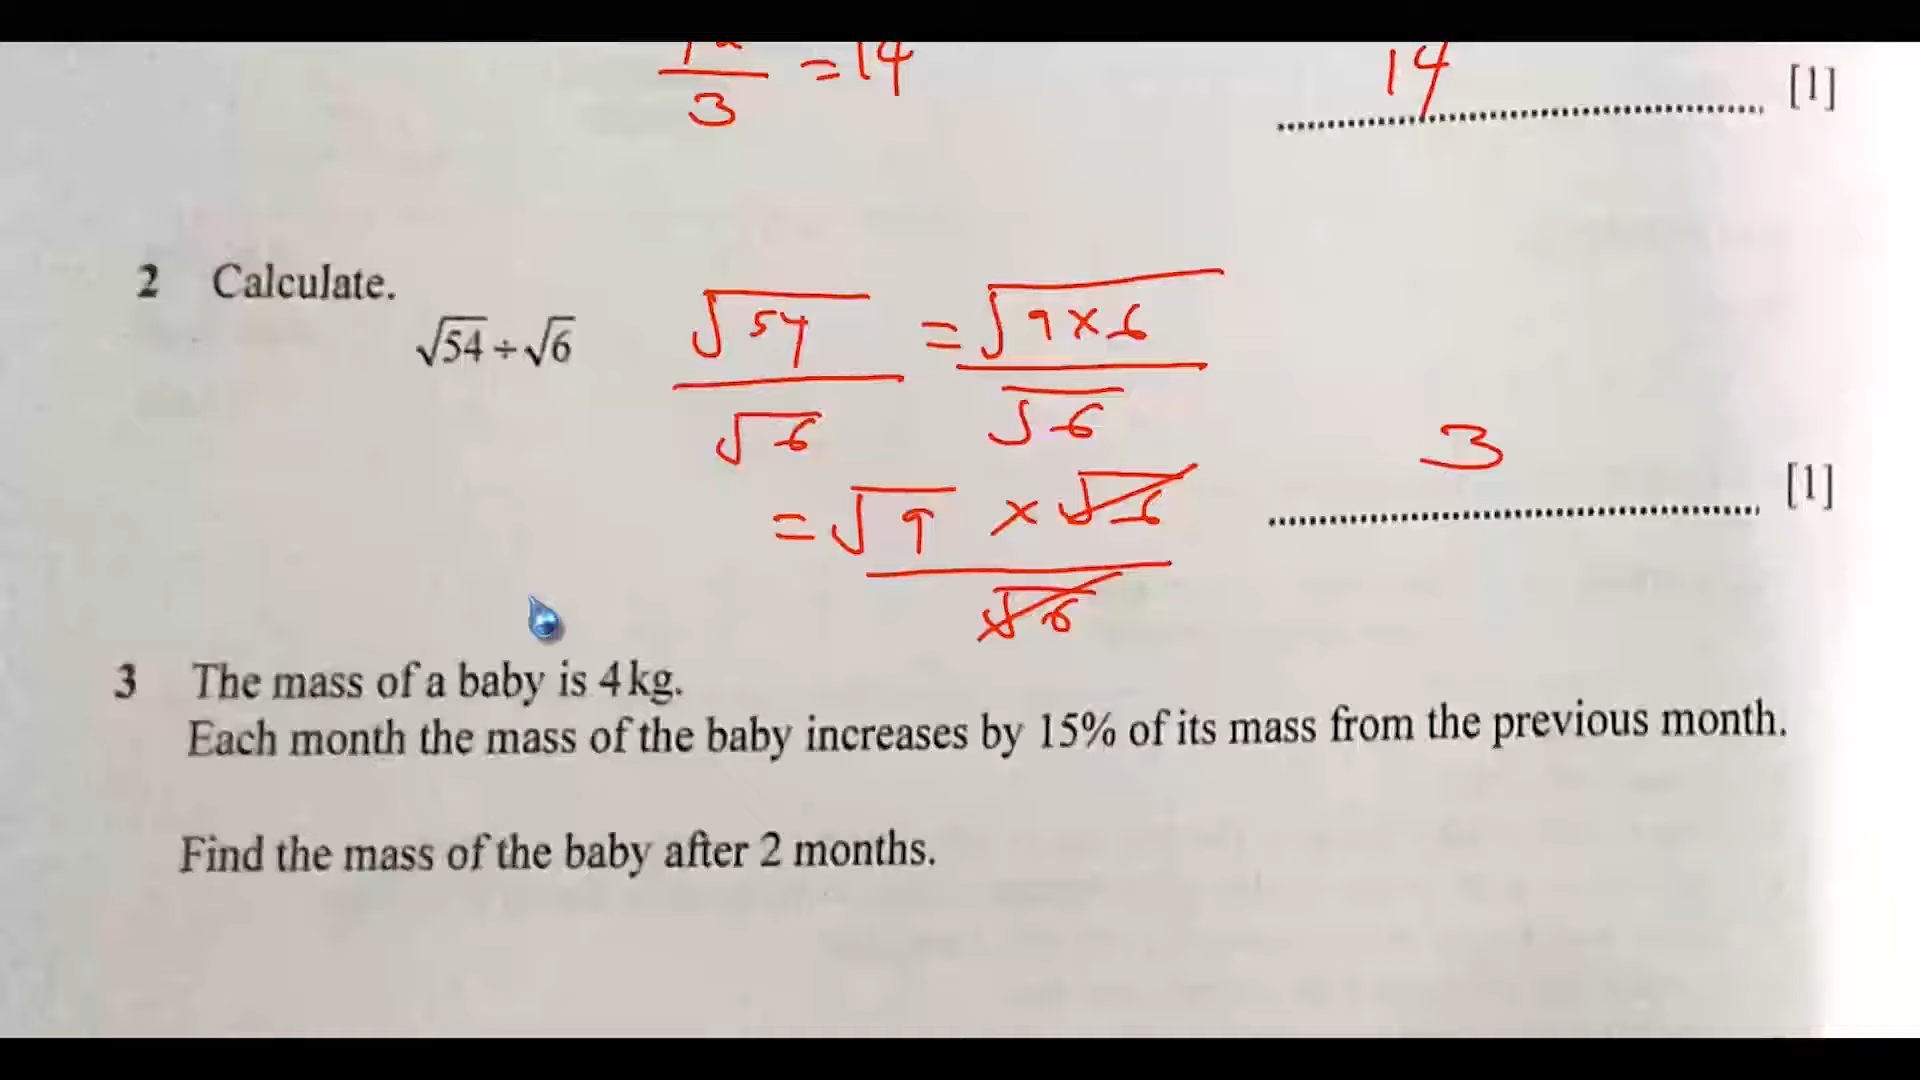 3 = 14
14 [1]
2 Calculate.
√54 ÷ √6
√54 / √6 = √9 × 6 / √6
3
= √9 × √6 / √6
[1]
3 The mass of a baby is 4 kg.
Each month the mass of the baby increases by 15% of its mass from the previous month.
Find the mass of the baby after 2 months.